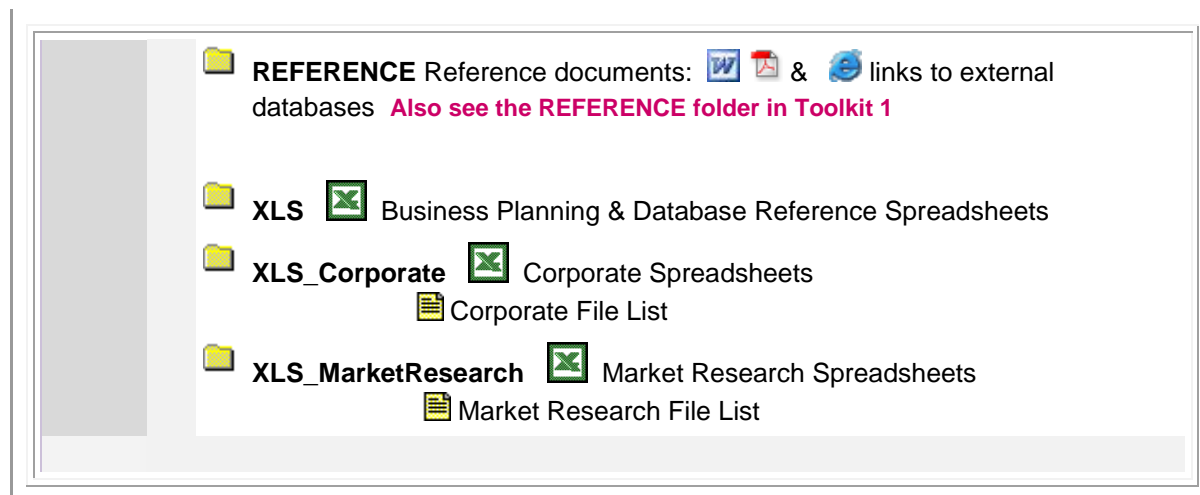 REFERENCE Reference documents: & links to external
databases Also see the REFERENCE folder in Toolkit 1
XLS Business Planning & Database Reference Spreadsheets
XLS_Corporate Corporate Spreadsheets
Corporate File List
XLS_MarketResearch Market Research Spreadsheets
Market Research File List